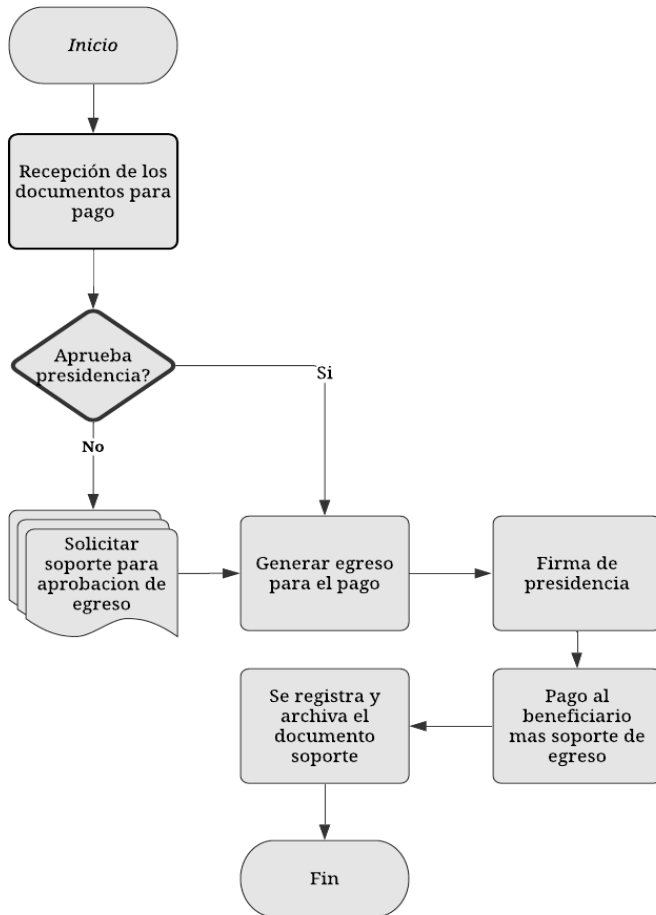 Inicio
Recepción de los
documentos para
pago
Aprueba
presidencia?
Si
No
Solicitar
soporte para
aprobacion de
egreso
Generar egreso
para el pago
Firma de
presidencia
Pago al
beneficiario
mas soporte de
egreso
Se registra y
archiva el
documento
soporte
Fin